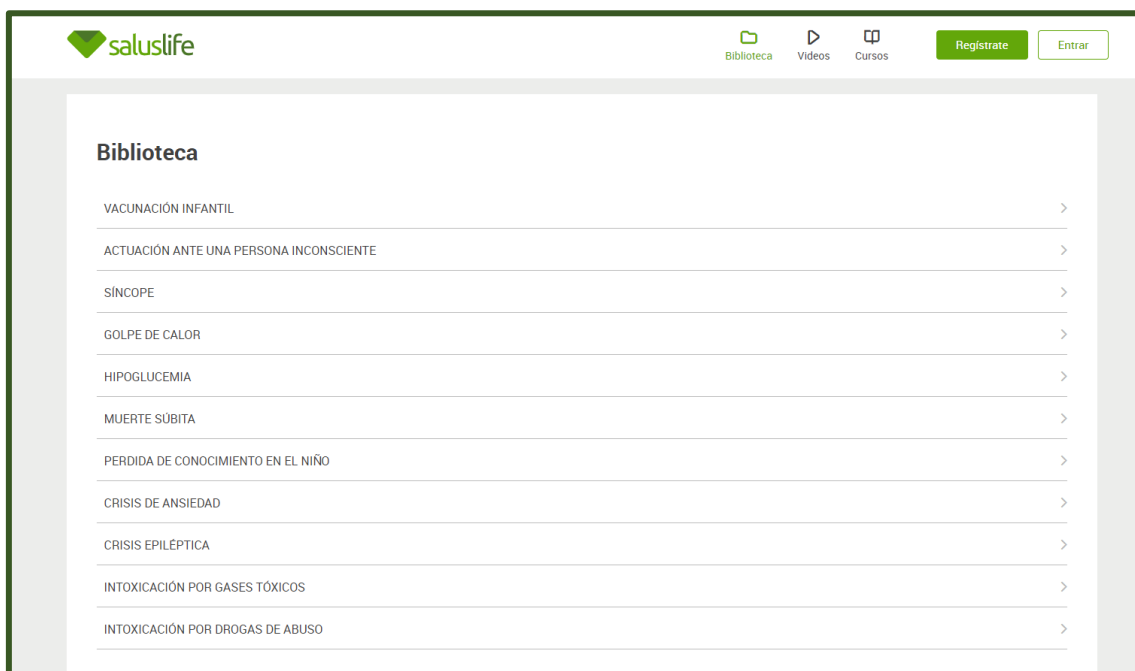 saluslife
Biblioteca
Videos
Cursos
Regístrate
Entrar
Biblioteca
VACUNACIÓN INFANTIL
ACTUACIÓN ANTE UNA PERSONA INCONSCIENTE
SÍNCOPE
GOLPE DE CALOR
HIPOGLUCEMIA
MUERTE SÚBITA
PERDIDA DE CONOCIMIENTO EN EL NIÑO
CRISIS DE ANSIEDAD
CRISIS EPILÉPTICA
INTOXICACIÓN POR GASES TÓXICOS
INTOXICACIÓN POR DROGAS DE ABUSO